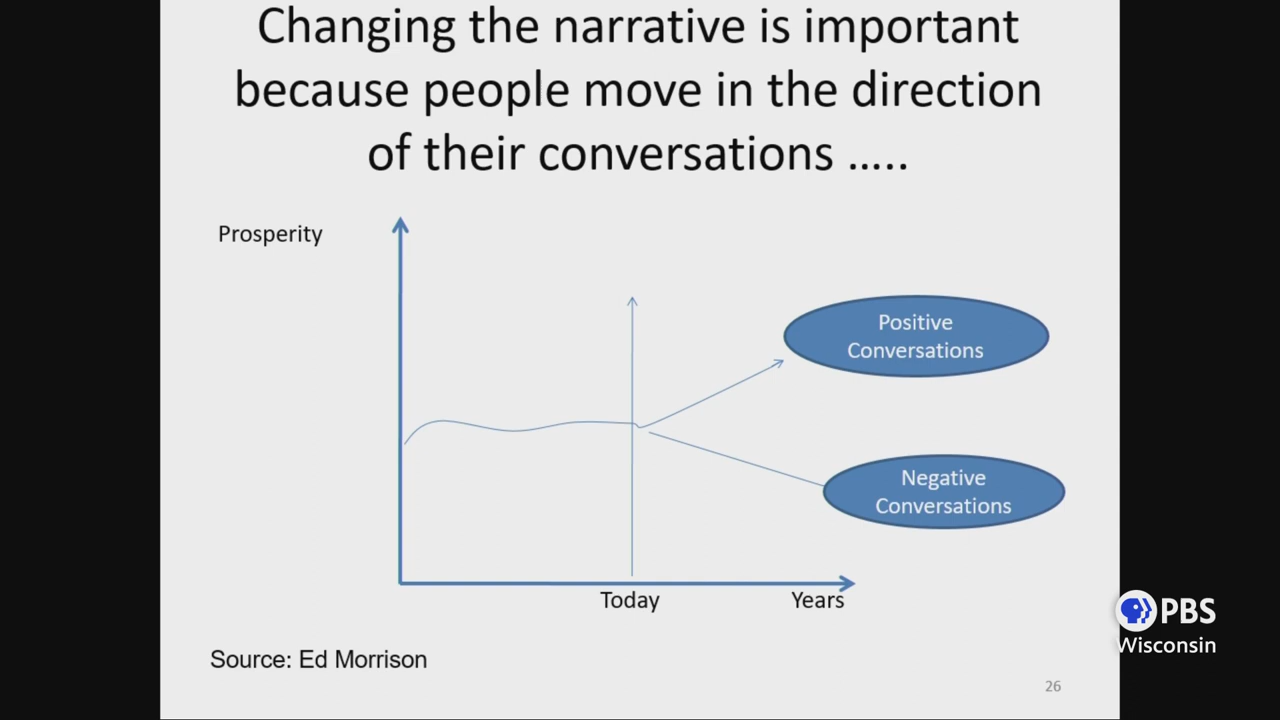 Changing the narrative is important
because people move in the direction
of their conversations …..
Prosperity
Positive
Conversations
Negative
Conversations
Today
Years
PBS
Wisconsin
Source: Ed Morrison
26